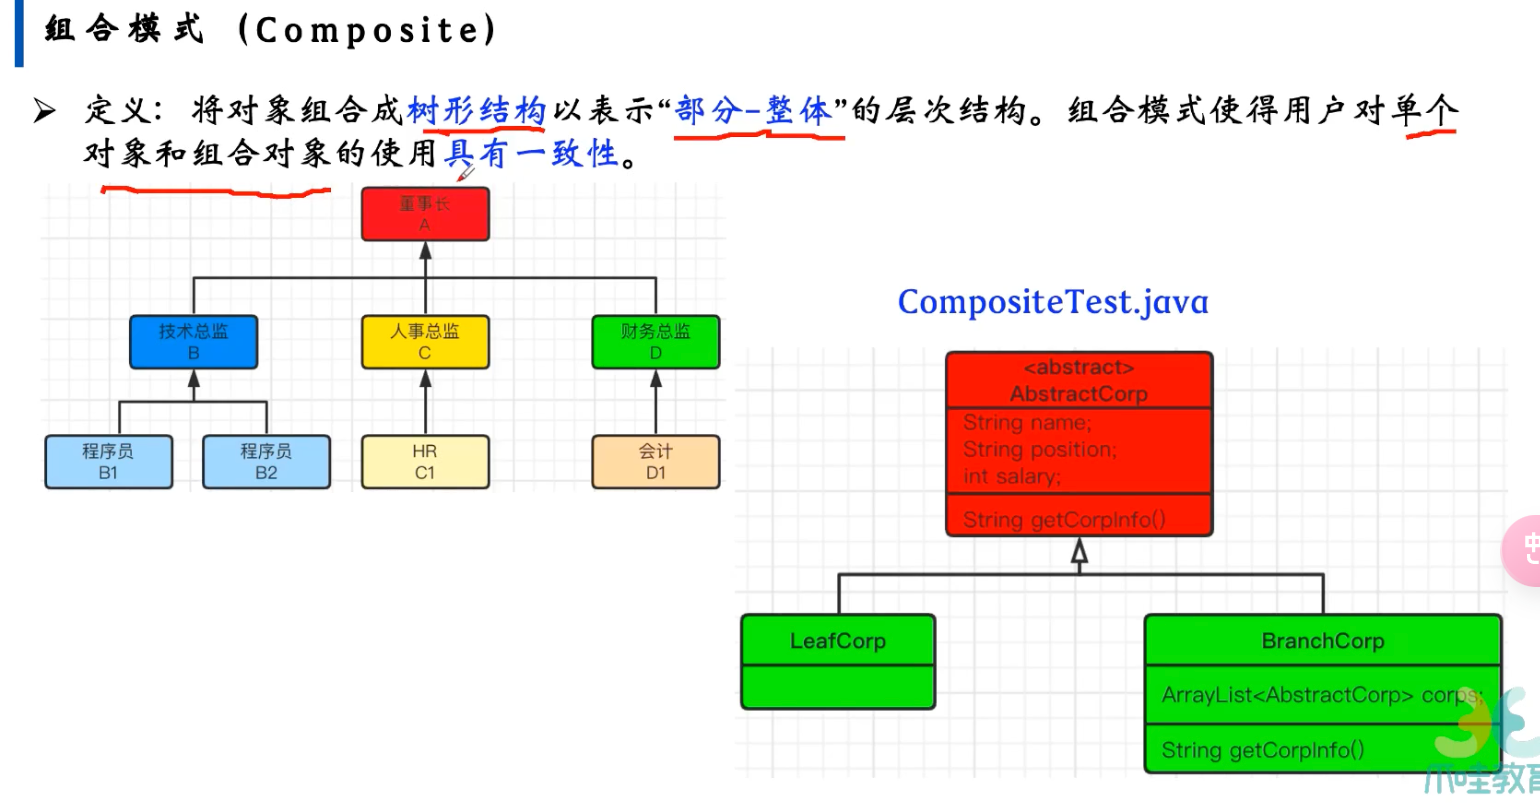 组合模式 (Composite)
➢ 定义：将对象组合成树形结构以表示“部分-整体”的层次结构。组合模式使得用户对单个
对象和组合对象的使用具有一致性。
董事长
A
技术总监
B
人事总监
C
财务总监
D
程序员
B1
程序员
B2
HR
C1
会计
D1
CompositeTest.java
<abstract>
AbstractCorp
String name;
String position;
int salary;
String getCorpInfo()
LeafCorp
BranchCorp
ArrayList<AbstractCorp> corps;
String getCorpInfo()
爪哇教育
中